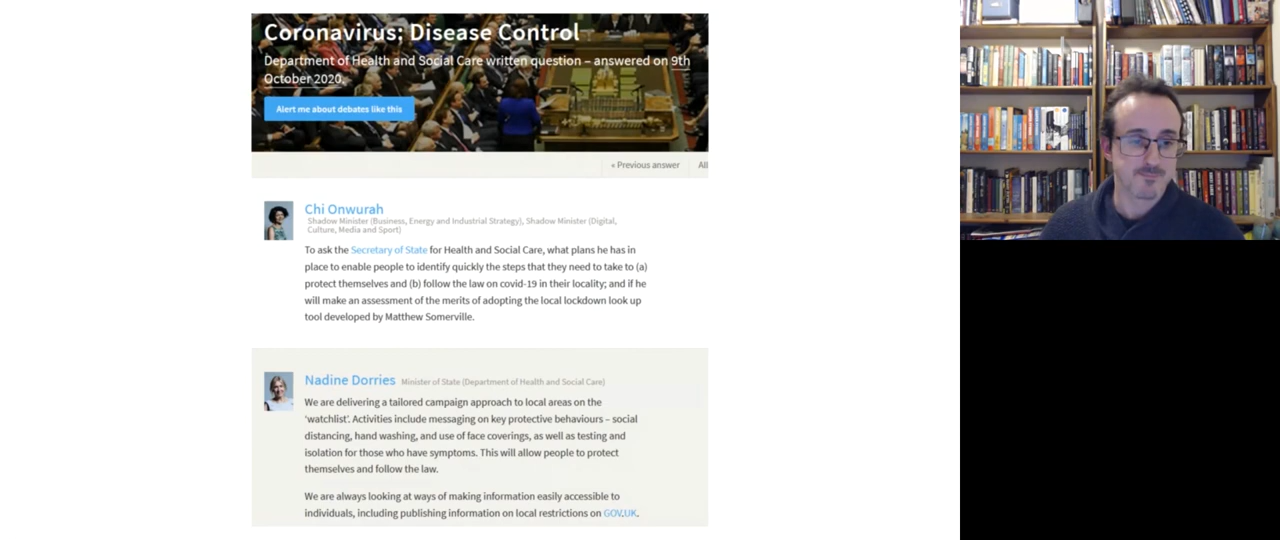 Coronavirus: Disease Control
Department of Health and Social Care written question – answered on 9th
October 2020.
Alert me about debates like this
« Previous answer
All
Chi Onwurah
Shadow Minister (Business, Energy and Industrial Strategy), Shadow Minister (Digital,
Culture, Media and Sport)
To ask the Secretary of State for Health and Social Care, what plans he has in
place to enable people to identify quickly the steps that they need to take to (a)
protect themselves and (b) follow the law on covid-19 in their locality; and if he
will make an assessment of the merits of adopting the local lockdown look up
tool developed by Matthew Somerville.
Nadine Dorries Minister of State (Department of Health and Social Care)
We are delivering a tailored campaign approach to local areas on the
‘watchlist’. Activities include messaging on key protective behaviours – social
distancing, hand washing, and use of face coverings, as well as testing and
isolation for those who have symptoms. This will allow people to protect
themselves and follow the law.
We are always looking at ways of making information easily accessible to
individuals, including publishing information on local restrictions on GOV.UK.